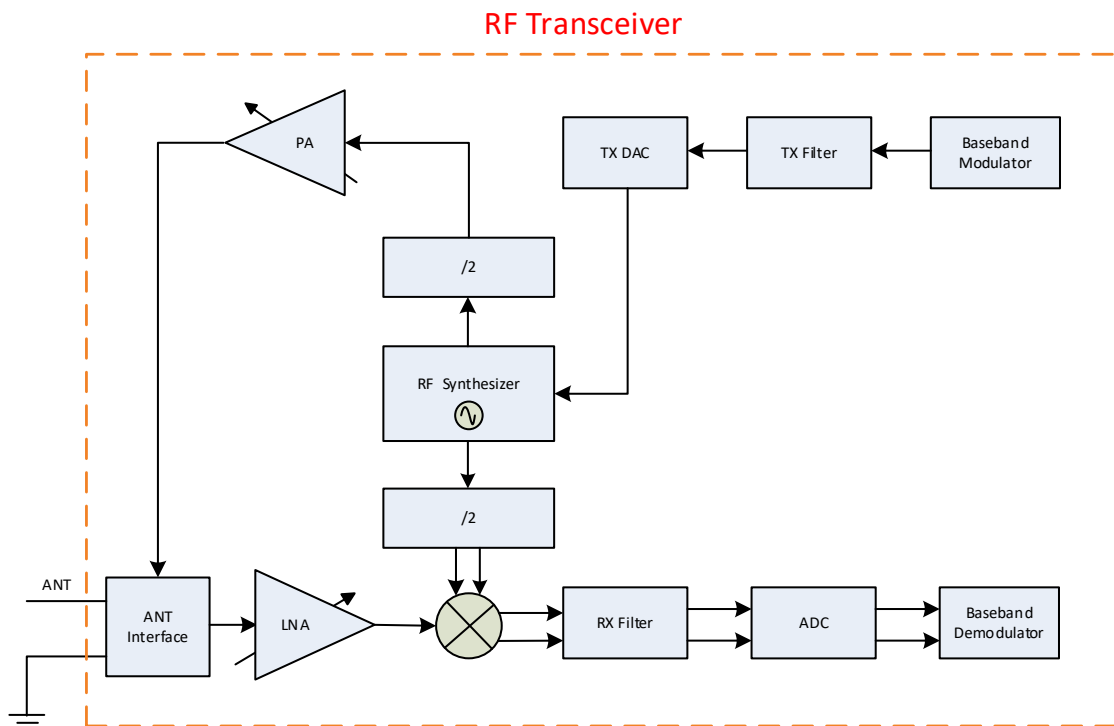 RF Transceiver
PA
TX DAC
TX Filter
Baseband
Modulator
/2
RF Synthesizer
/2
ANT
ANT
Interface
LNA
RX Filter
ADC
Baseband
Demodulator